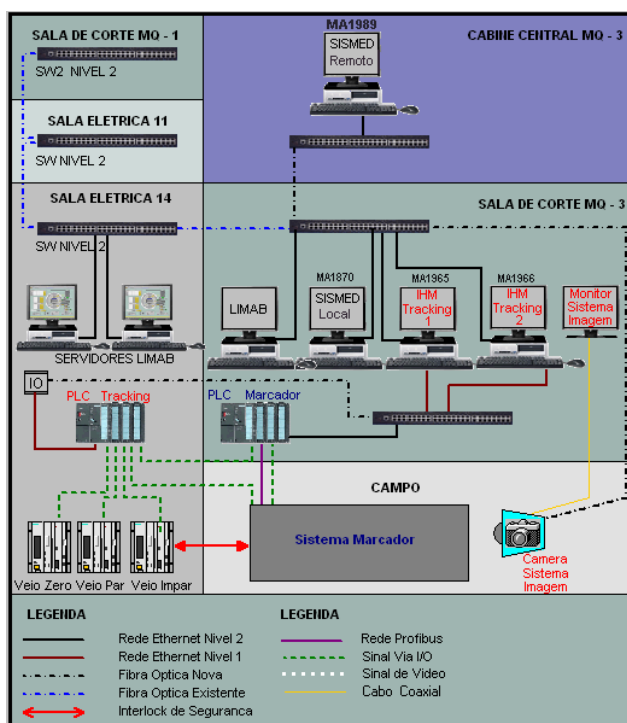 SALA DE CORTE MQ - 1
SW2 NIVEL 2
MA1989
SISMED
Remoto
CABINE CENTRAL MQ - 3
SALA ELETRICA 11
SW NIVEL 2
SALA ELETRICA 14
SW NIVEL 2
SALA DE CORTE MQ - 3
LIMAB
MA1870
SISMED
Local
MA1965
IHM
Tracking
1
MA1966
IHM
Tracking
2
Monitor
Sistema
Imagem
SERVIDORES LIMAB
IO
PLC Tracking
PLC Marcador
CAMPO
Sistema Marcador
Camera
Sistema
Imagem
Veio Zero Veio Par Veio Impar
LEGENDA
Rede Ethernet Nivel 2
Rede Ethernet Nivel 1
Fibra Optica Nova
Fibra Optica Existente
Interlock de Seguranca
LEGENDA
Rede Profibus
Sinal Via I/O
Sinal de Video
Cabo Coaxial